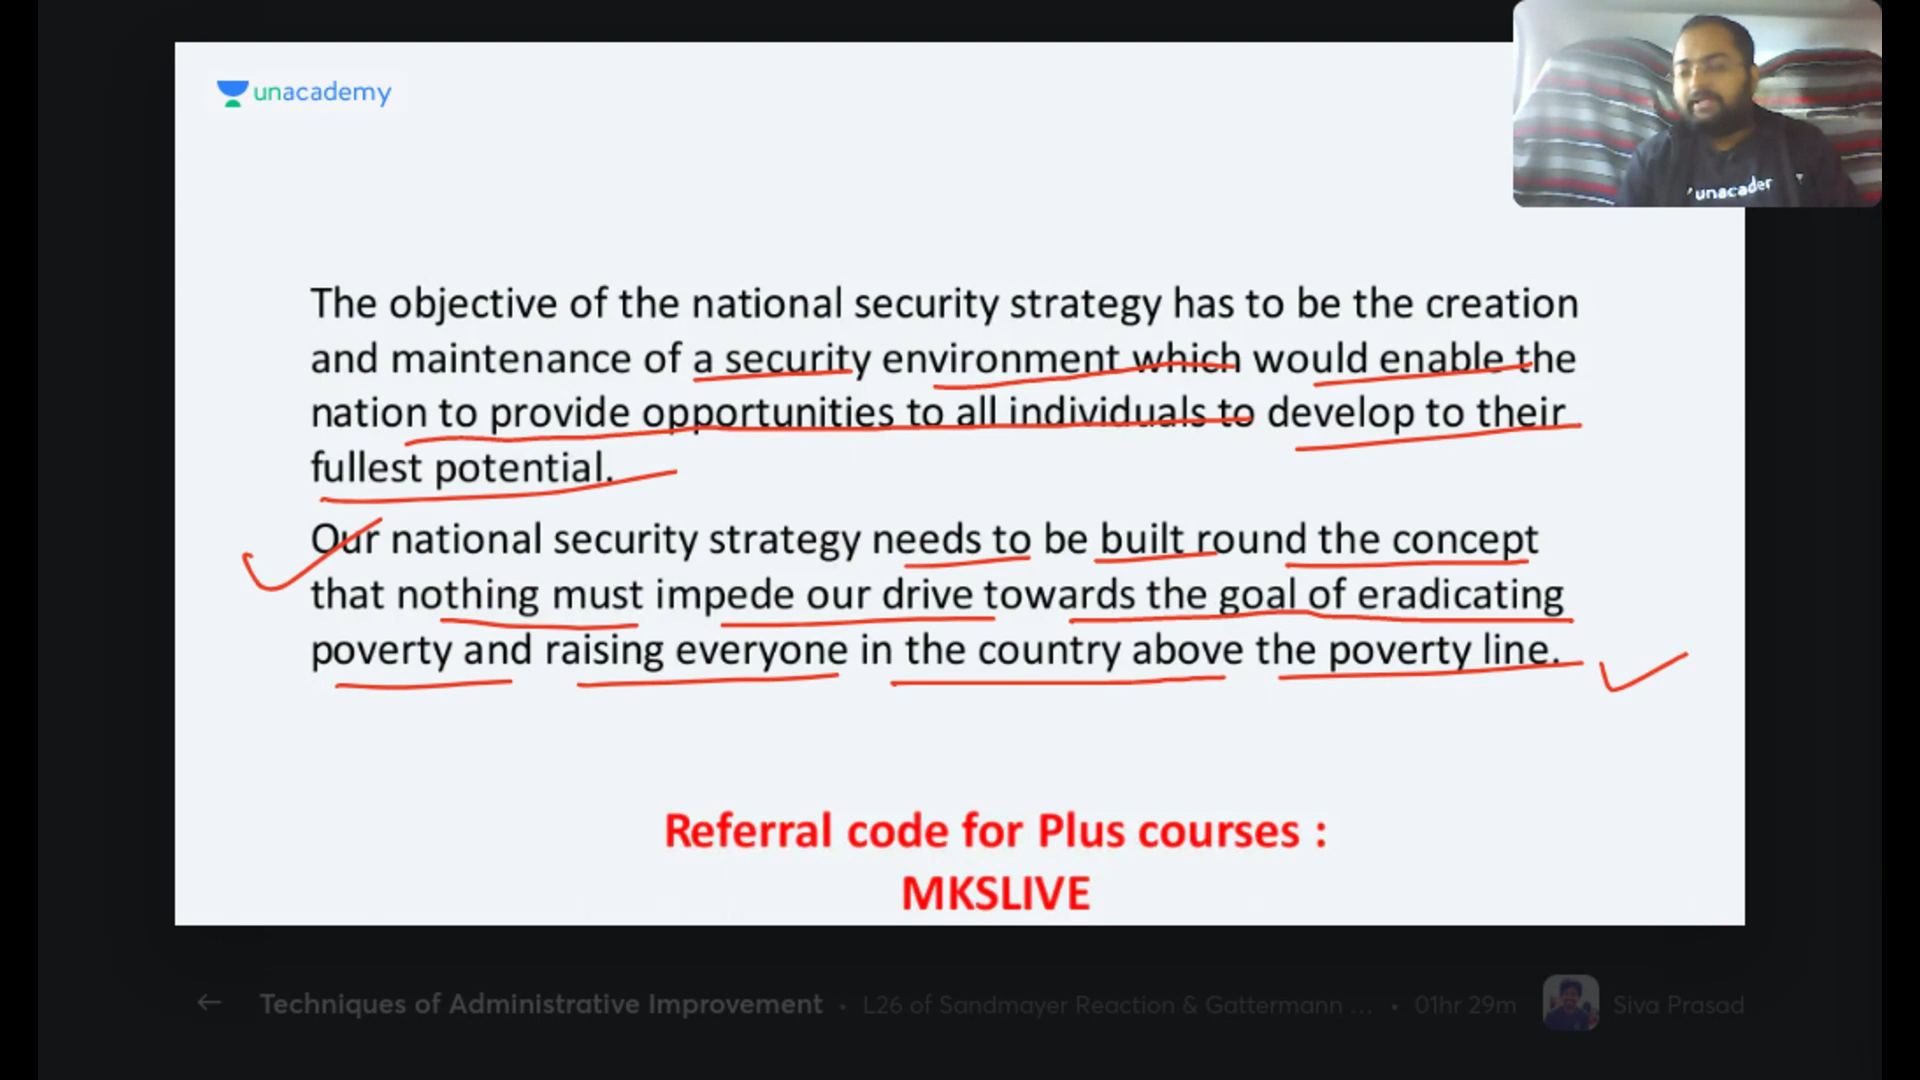 unacademy
unacader
The objective of the national security strategy has to be the creation
and maintenance of a security environment which would enable the
nation to provide opportunities to all individuals to develop to their
fullest potential.
Our national security strategy needs to be built round the concept
that nothing must impede our drive towards the goal of eradicating
poverty and raising everyone in the country above the poverty line.
Referral code for Plus courses :
MKSLIVE
Techniques of Administrative Improvement • L26 of Sandmayer Reaction & Gattermann ... • 01hr 29m Siva Prasad